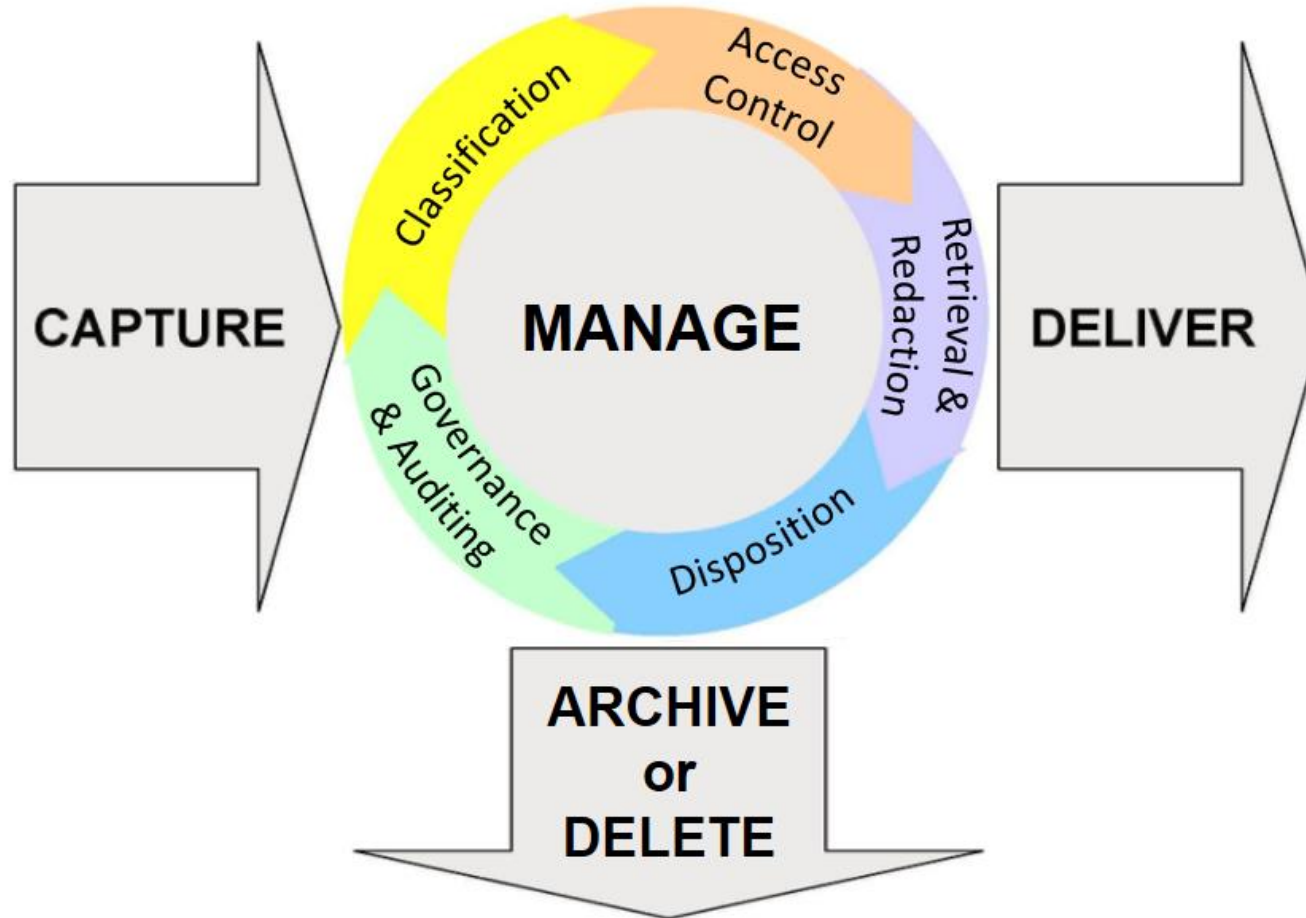 CAPTURE
Classification
Access
Control
Retrieval &
Redaction
Disposition
Governance
& Auditing
MANAGE
DELIVER
ARCHIVE
or
DELETE